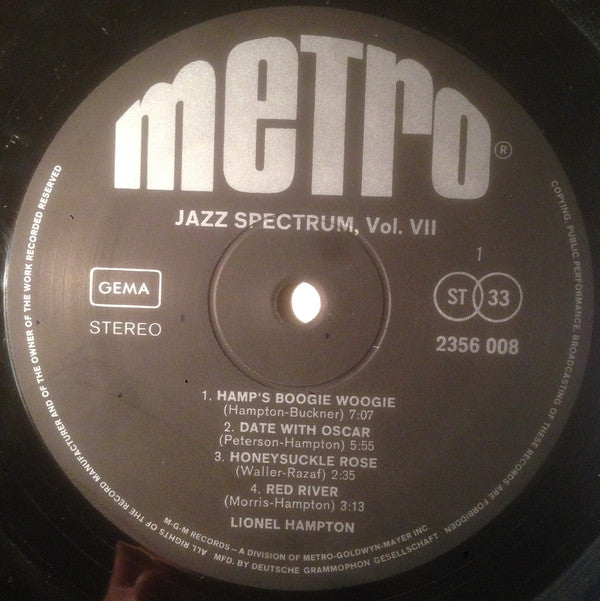 metro®
JAZZ SPECTRUM, Vol. VII
1
GEMA
ST 33
STEREO
2356 008
1. HAMP'S BOOGIE WOOGIE
(Hampton-Buckner) 7:07
2. DATE WITH OSCAR
(Peterson-Hampton) 5:55
3. HONEYSUCKLE ROSE
(Waller-Razaf) 2:35
4. RED RIVER
(Morris-Hampton) 3:13
LIONEL HAMPTON
M-G-M RECORDS – A DIVISION OF METRO-GOLDWYN-MAYER INC
MFD. BY DEUTSCHE GRAMMOPHON GESELLSCHAFT.
ALL RIGHTS OF THE RECORD MANUFACTURER AND OF THE OWNER OF THE WORK RECORDED RESERVED
COPYING, PUBLIC PERFORMANCE, BROADCASTING OF THESE RECORDS ARE FORBIDDEN